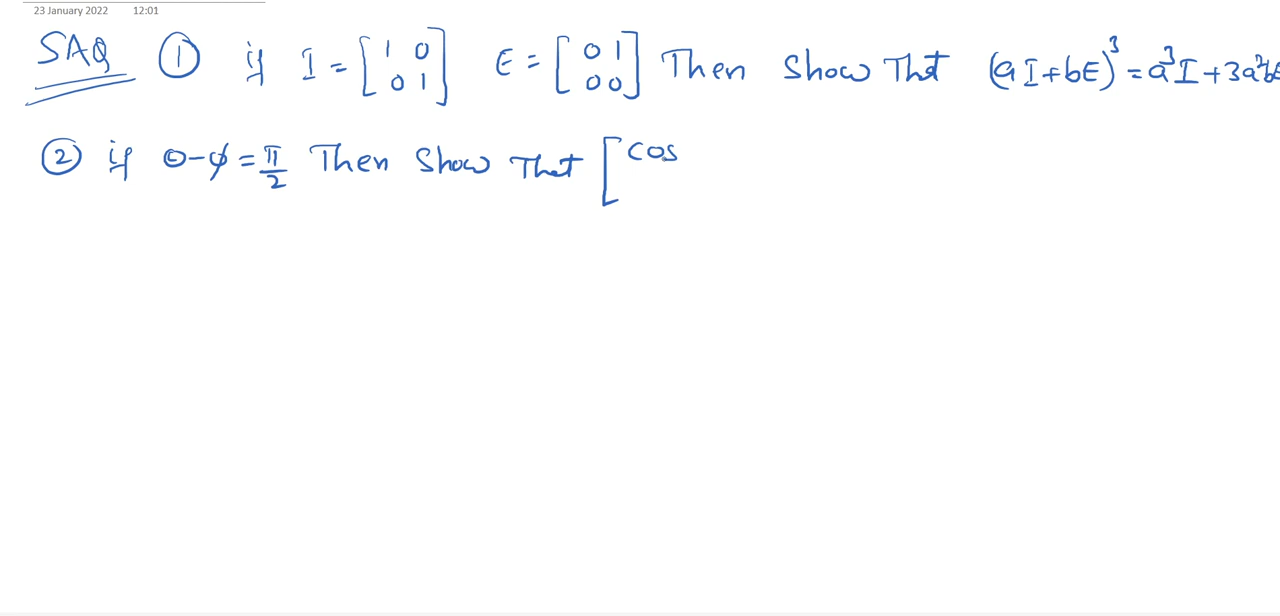 23 January 2022 12:01
SAQ ① if I = [1 0 0 1] E = [0 1 0 0] Then Show That (aI+bE)³ = a³I+3a²bE
② if θ-φ = π/2 Then Show That [cos